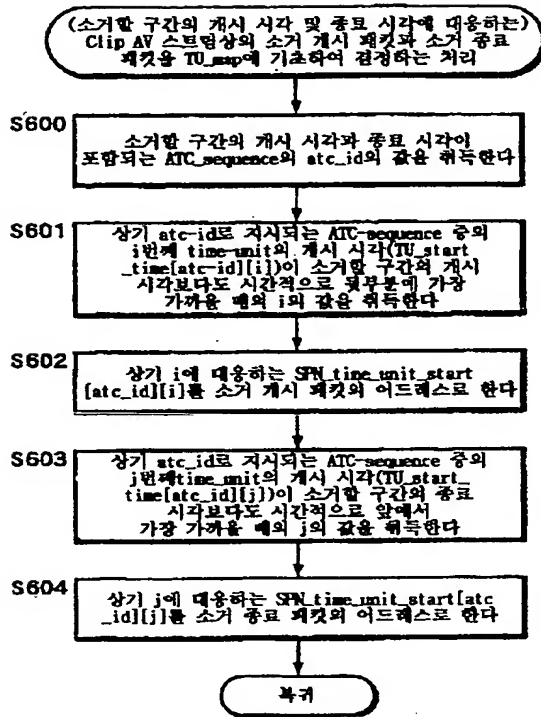 (소거할 구간의 개시 시각 및 종료 시각에 대응하는)
Clip AV 스트림상의 소거 개시 패킷과 소거 종료
패킷을 TU_map에 기초하여 결정하는 처리
S600
소거할 구간의 개시 시각과 종료 시각이
포함되는 ATC_sequence의 atc_id의 값을 취득한다
S601
상기 atc-id로 지시되는 ATC-sequence 중의
i번째 time-unit의 개시 시각(TU_start
_time[atc-id][i])이 소거할 구간의 개시
시각보다도 시간적으로 뒷부분에 가장
가까울 때의 i의 값을 취득한다
S602
상기 i에 대응하는 SPN_time_unit_start
[atc_id][i]를 소거 개시 패킷의 어드레스로 한다
S603
상기 atc_id로 지시되는 ATC-sequence 중의
j번째time_unit의 개시 시각(TU_start_
time[atc_id][j])이 소거할 구간의 종료
시각보다도 시간적으로 앞에서
가장 가까울 때의 j의 값을 취득한다
S604
상기 j에 대응하는 SPN_time_unit_start[atc
_id][j]를 소거 종료 패킷의 어드레스로 한다
복귀